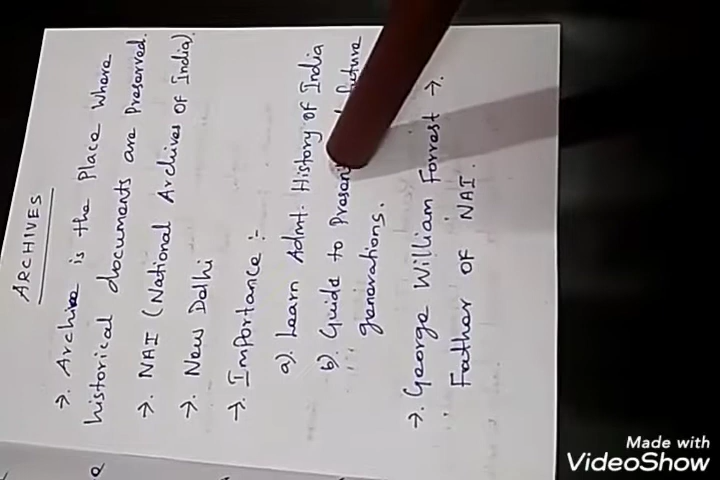 ARCHIVES
→. Archive is the Place Where
historical documents are Preserved.
→. NAI (National Archives Of India).
→. New Delhi
→. Importance :-
a). Learn Admt. History Of India
b). Guide to future
generations.
→. George William Forrest →.
Father OF NAI.
Made with
VideoShow